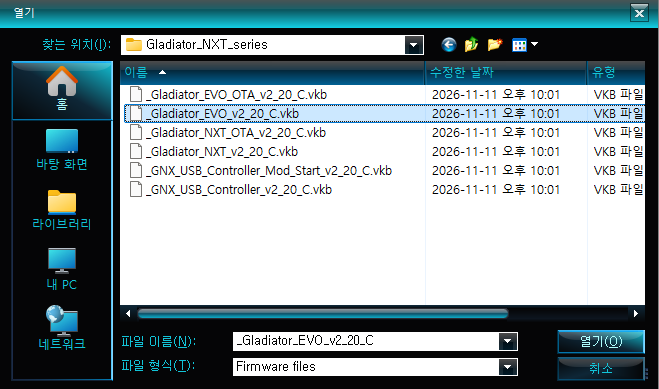 열기
찾는 위치(I): Gladiator_NXT_series
이름 수정한 날짜 유형
_Gladiator_EVO_OTA_v2_20_C.vkb 2026-11-11 오후 10:01 VKB 파일
_Gladiator_EVO_v2_20_C.vkb 2026-11-11 오후 10:01 VKB 파일
_Gladiator_NXT_OTA_v2_20_C.vkb 2026-11-11 오후 10:01 VKB 파일
_Gladiator_NXT_v2_20_C.vkb 2026-11-11 오후 10:01 VKB 파일
_GNX_USB_Controller_Mod_Start_v2_20_C.vkb 2026-11-11 오후 10:01 VKB 파일
_GNX_USB_Controller_v2_20_C.vkb 2026-11-11 오후 10:01 VKB 파일
홈
바탕 화면
라이브러리
내 PC
네트워크
파일 이름(N): _Gladiator_EVO_v2_20_C 열기(O)
파일 형식(T): Firmware files 취소